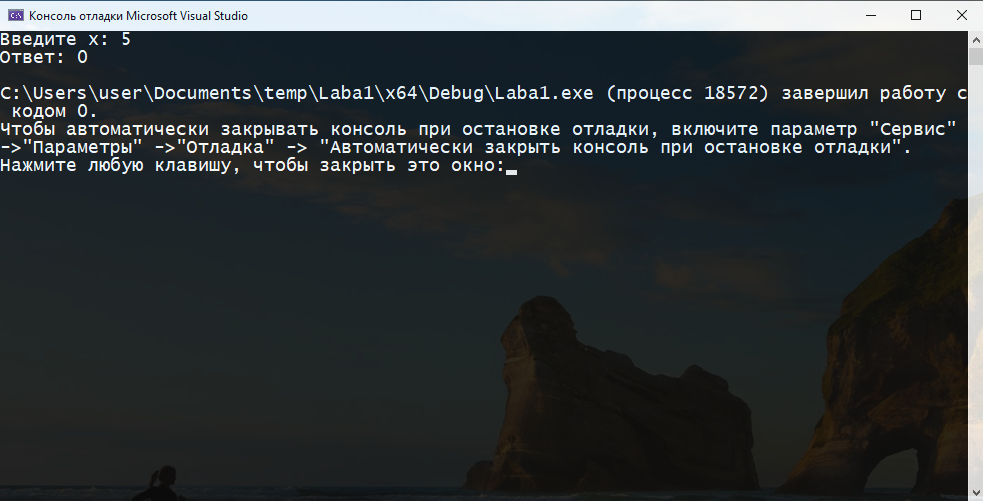 Консоль отладки Microsoft Visual Studio
Введите x: 5
Ответ: 0
C:\Users\user\Documents\temp\Laba1\x64\Debug\Laba1.exe (процесс 18572) завершил работу с
кодом 0.
Чтобы автоматически закрывать консоль при остановке отладки, включите параметр "Сервис"
->"Параметры" ->"Отладка" -> "Автоматически закрыть консоль при остановке отладки".
Нажмите любую клавишу, чтобы закрыть это окно: